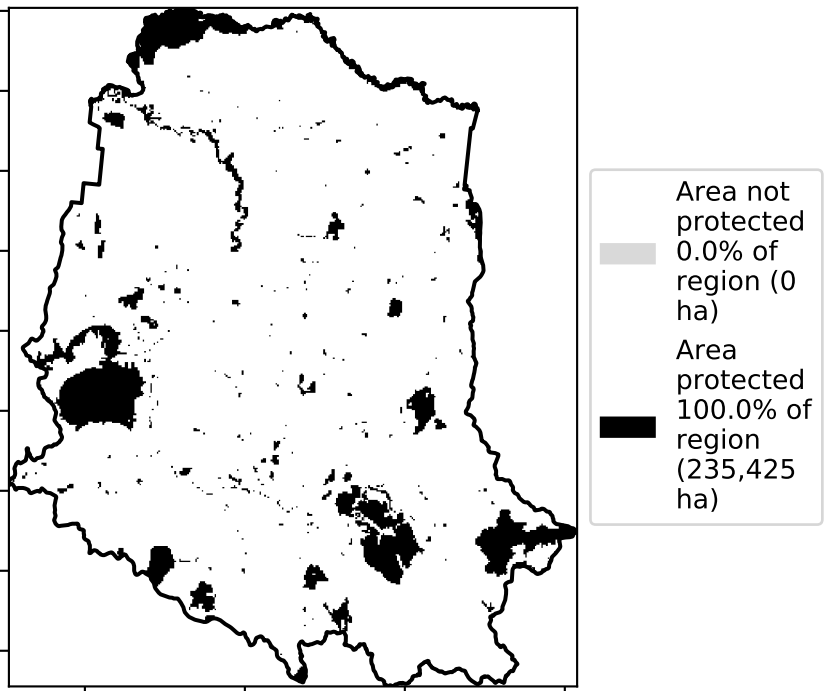 Area not
protected
0.0% of
region (0
ha)
Area
protected
100.0% of
region
(235,425
ha)